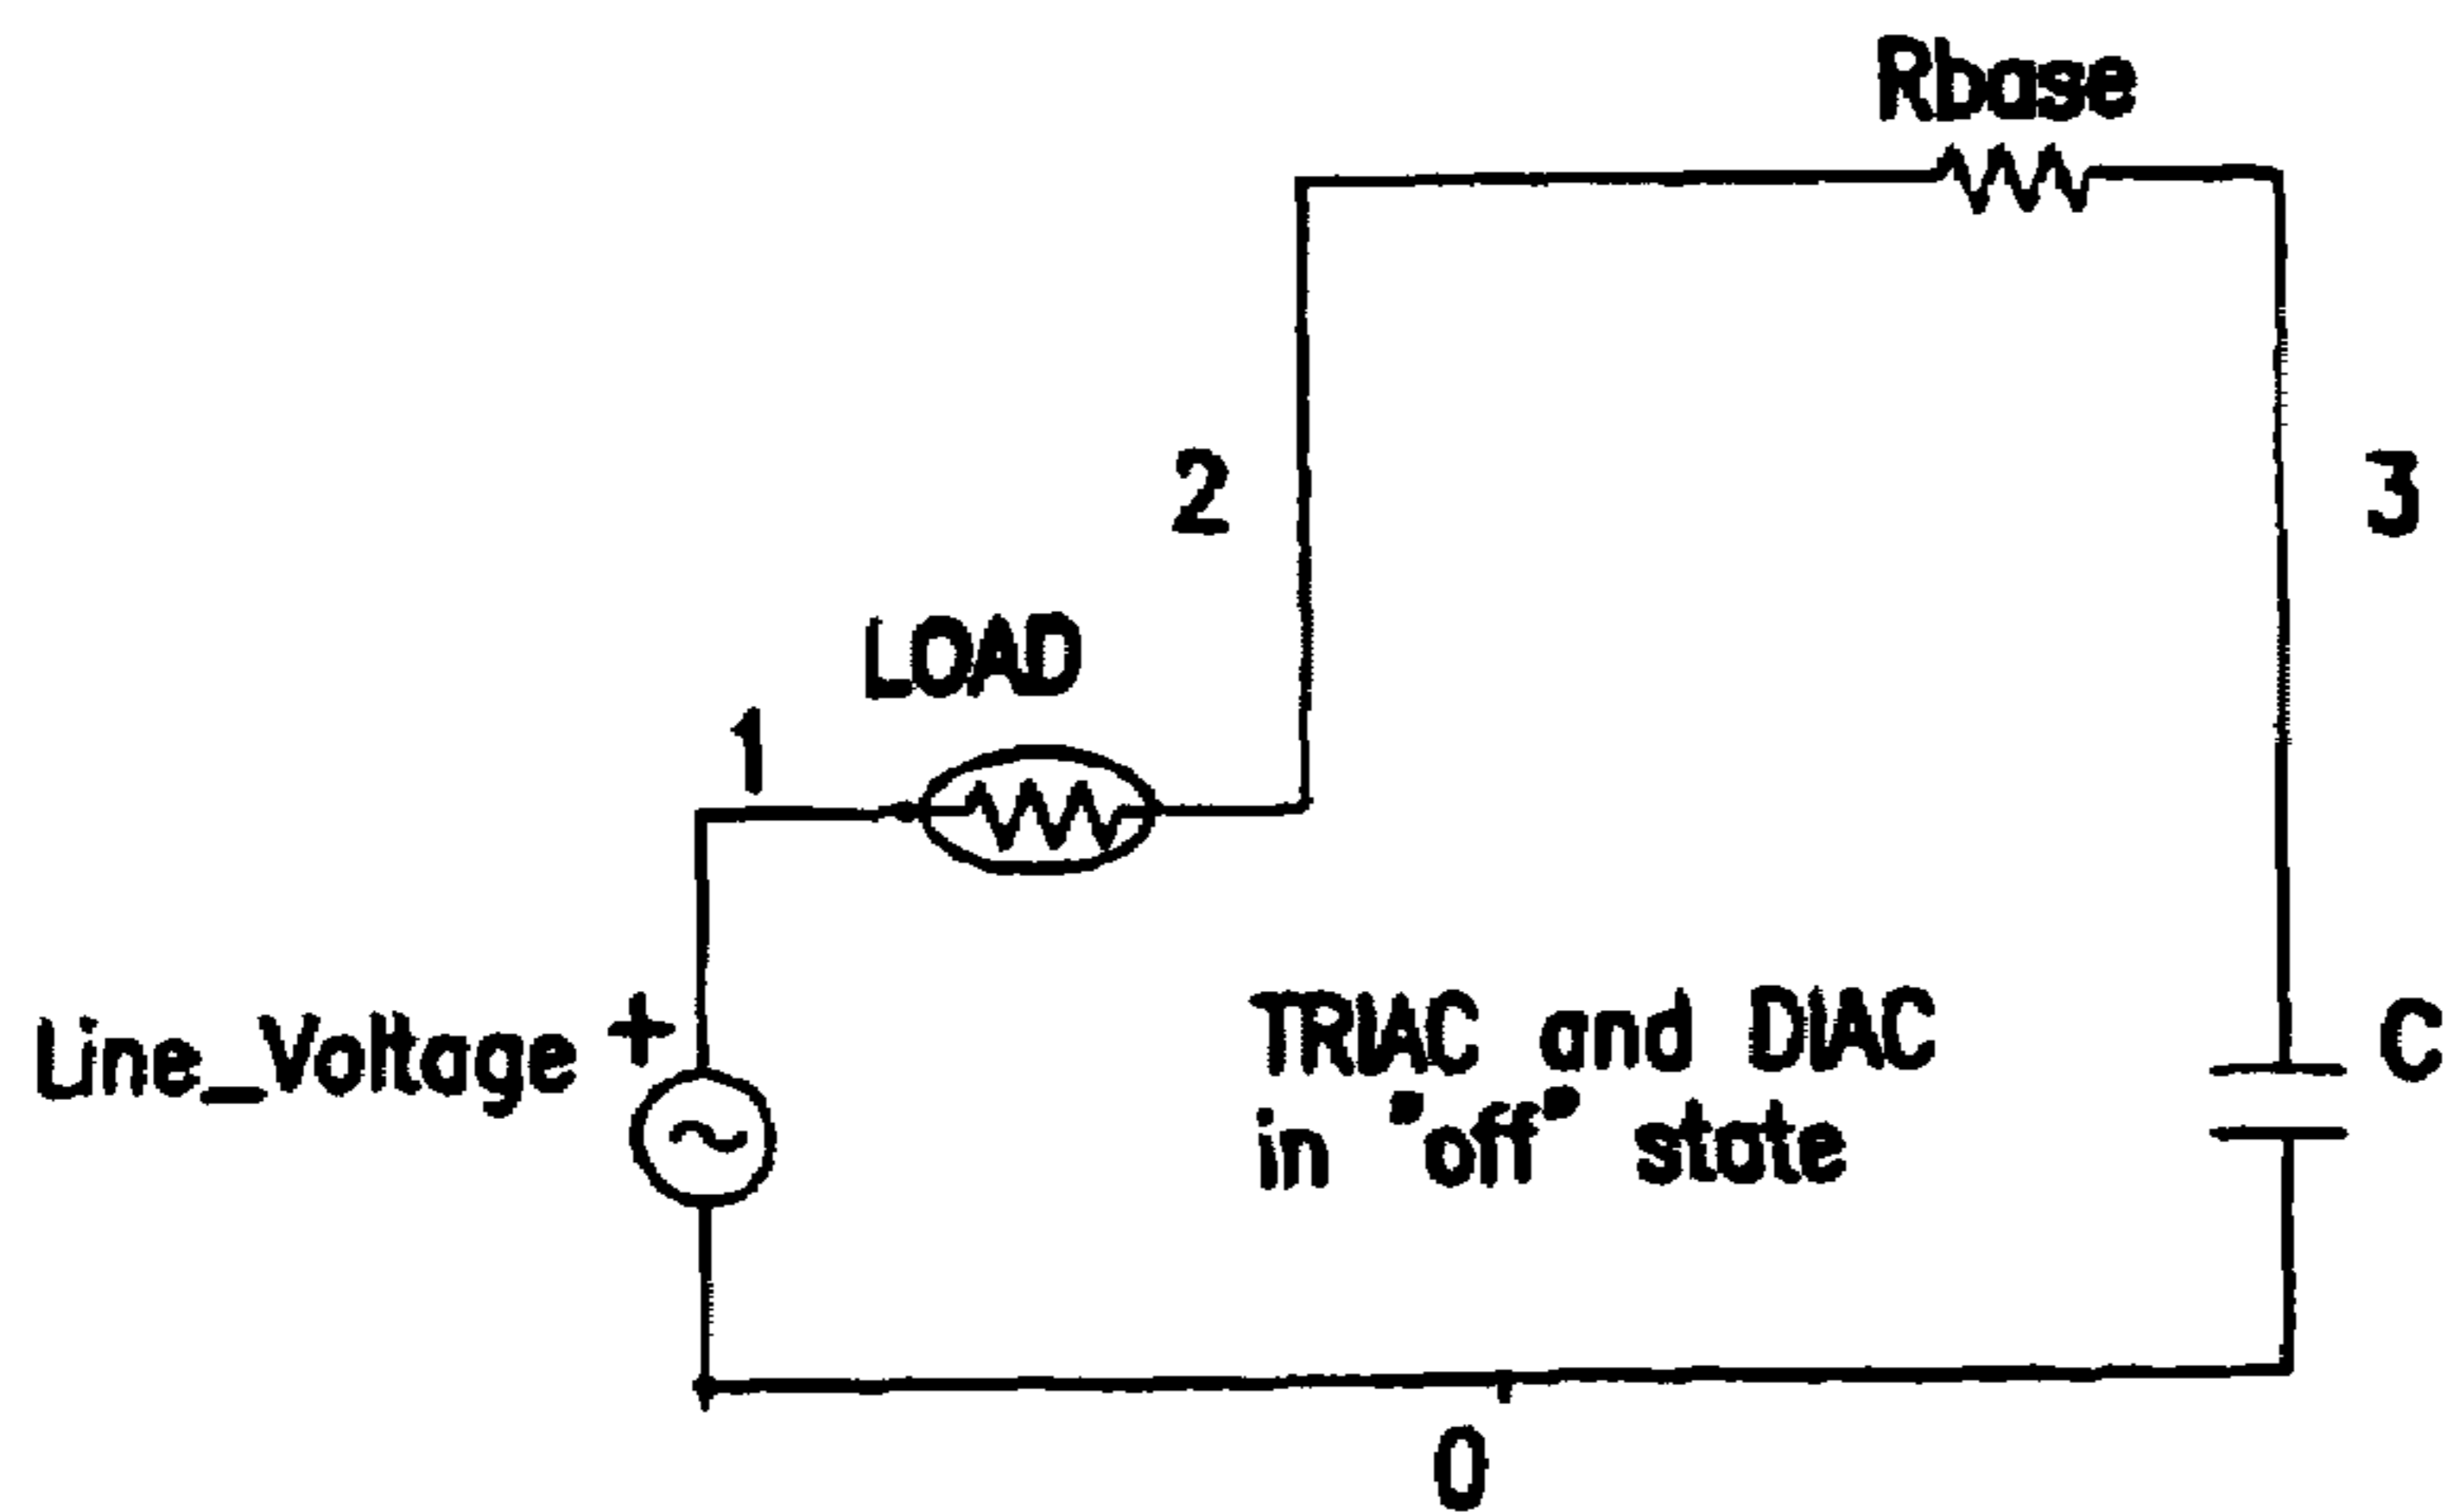 Rbase
2
3
LOAD
1
Line_Voltage +
TRIAC and DIAC
in "off" state
C
0